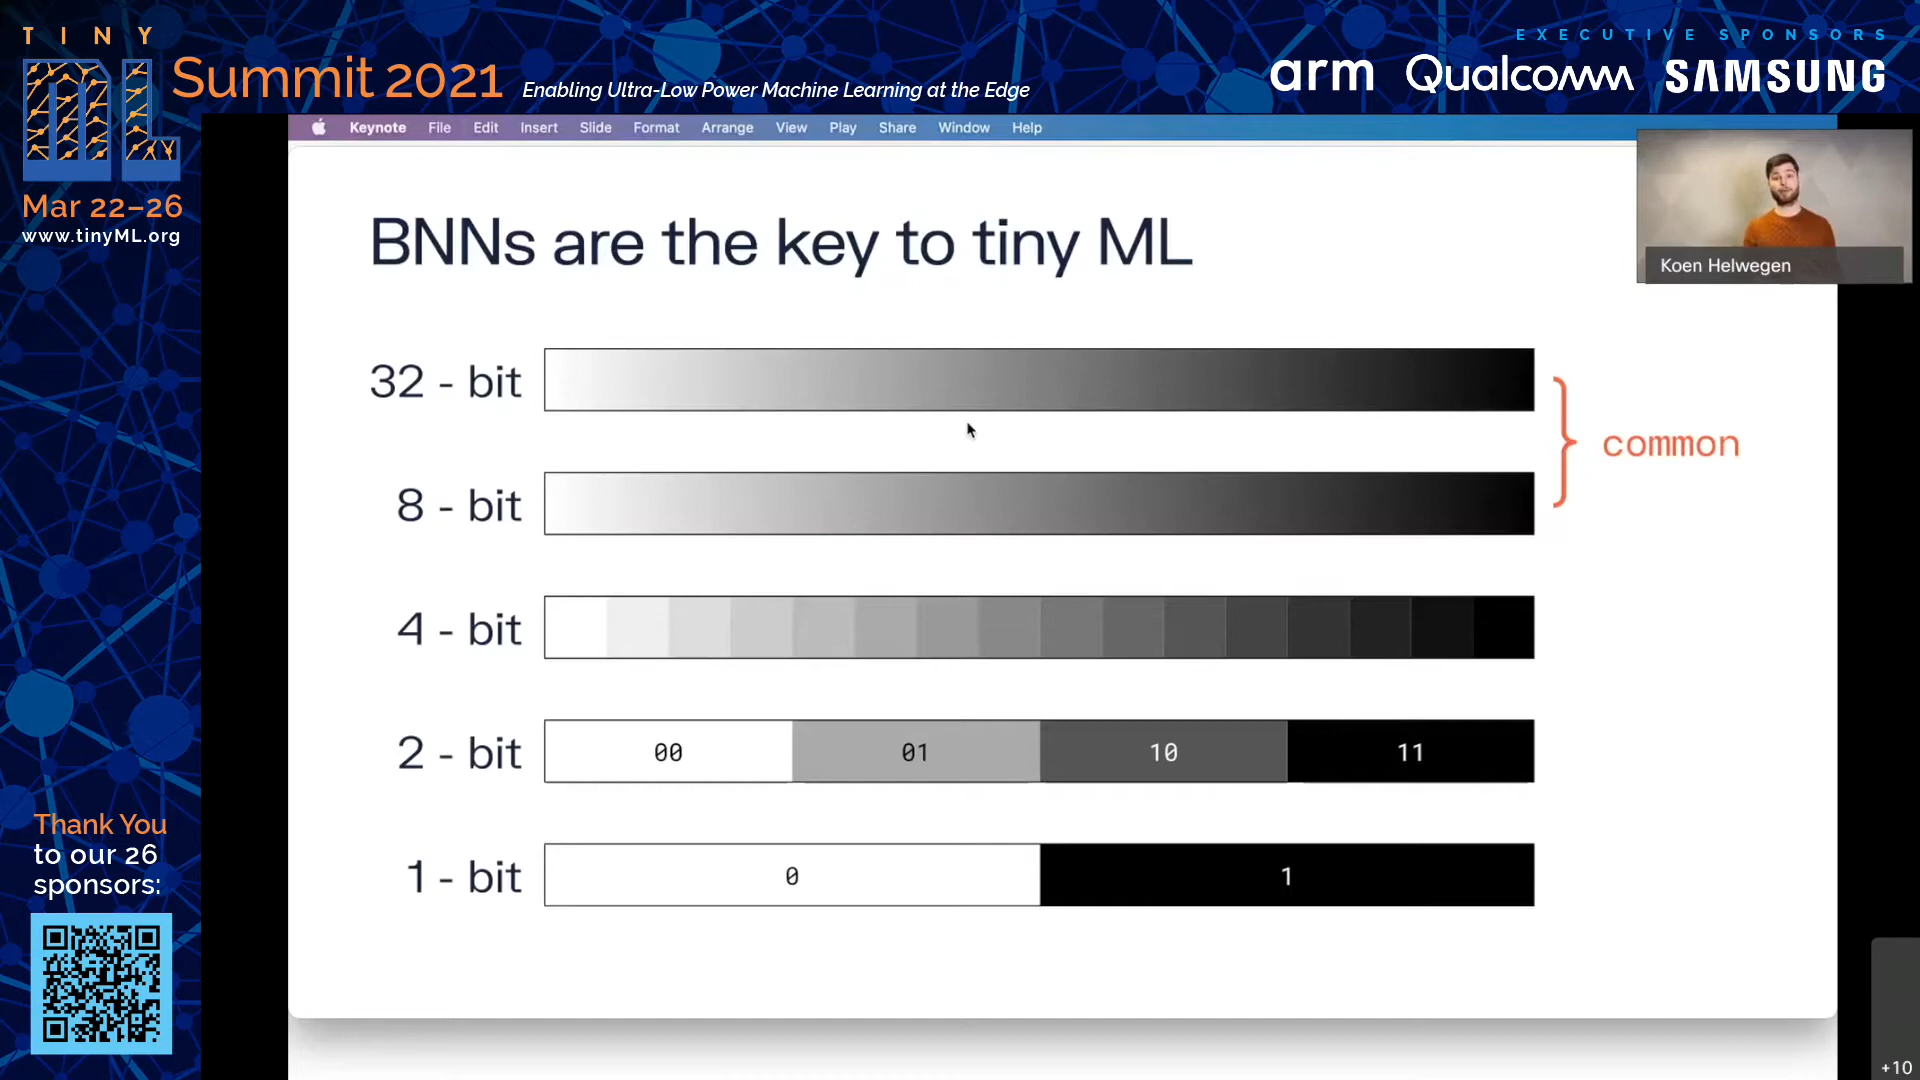 TINY
ML Summit 2021 Enabling Ultra-Low Power Machine Learning at the Edge
EXECUTIVE SPONSORS
arm Qualcomm SAMSUNG
Mar 22–26
www.tinyML.org
Keynote File Edit Insert Slide Format Arrange View Play Share Window Help
Koen Helwegen
BNNs are the key to tiny ML
32 - bit
common
8 - bit
4 - bit
2 - bit 00 01 10 11
1 - bit 0 1
Thank You
to our 26
sponsors:
+10